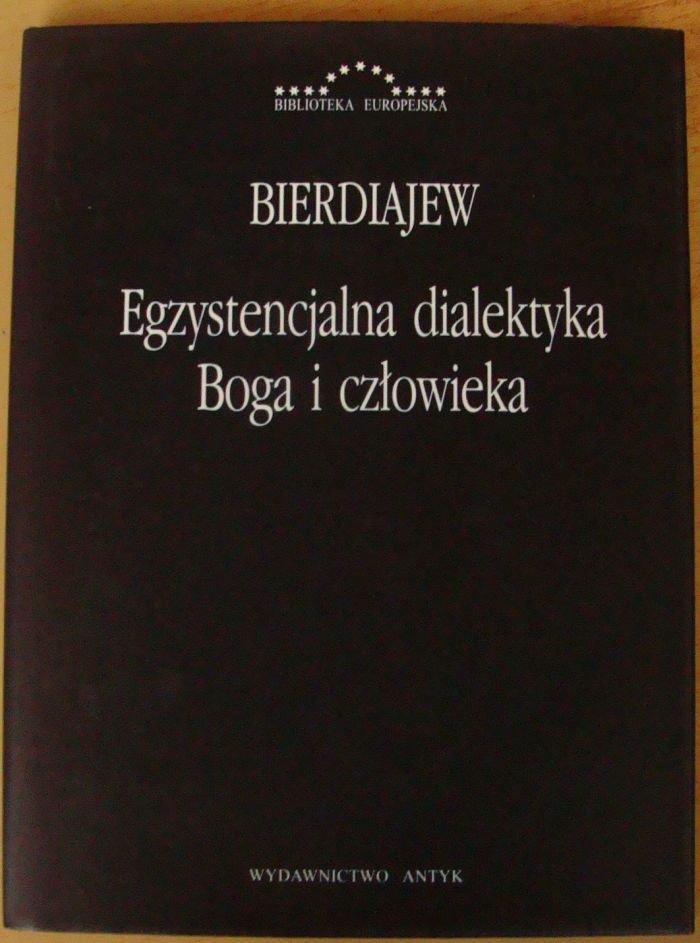 BIBLIOTEKA EUROPEJSKA
BIERDIAJEW
Egzystencjalna dialektyka
Boga i człowieka
WYDAWNICTWO ANTYK